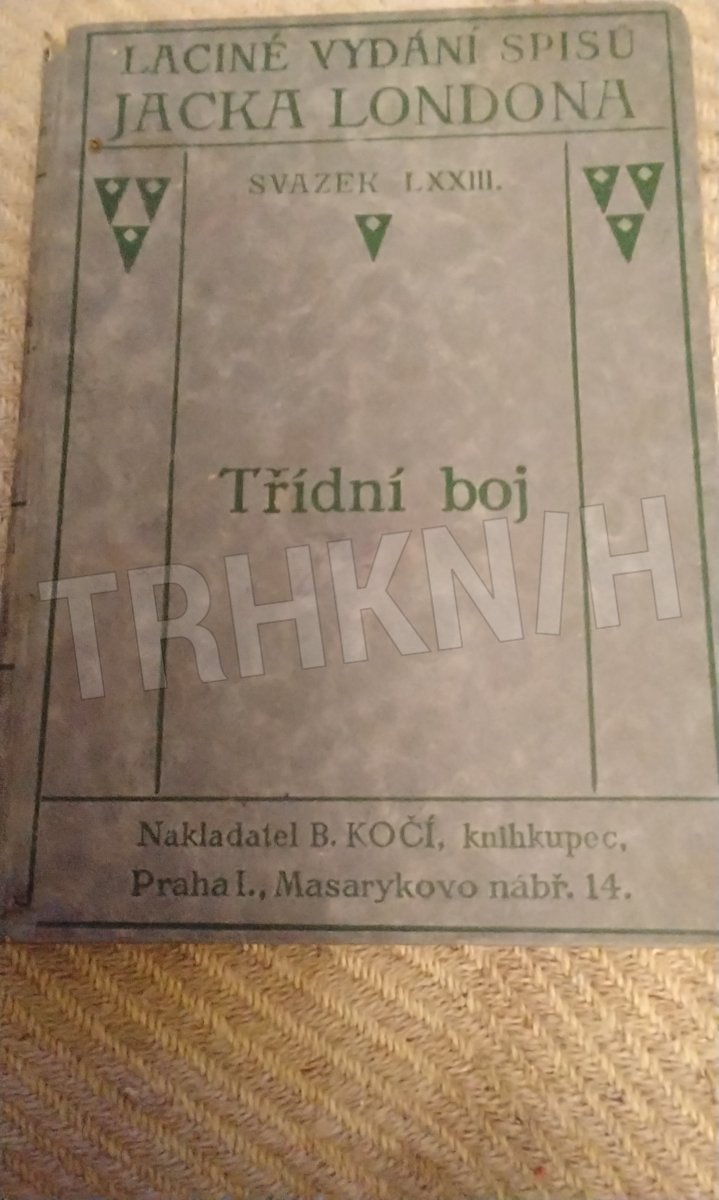 LACINÉ VYDÁNÍ SPISŮ
JACKA LONDONA
SVAZEK LXXIII.
Třídní boj
TRHKNIH
Nakladatel B. KOČÍ, knihkupec,
Praha I., Masarykovo nábř. 14.